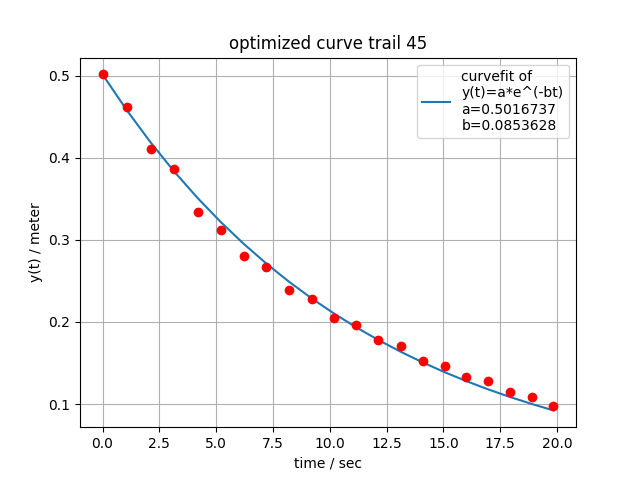 optimized curve trail 45
curvefit of
y(t)=a*e^(-bt)
a=0.5016737
b=0.0853628
y(t) / meter
0.5
0.4
0.3
0.2
0.1
0.0 2.5 5.0 7.5 10.0 12.5 15.0 17.5 20.0
time / sec